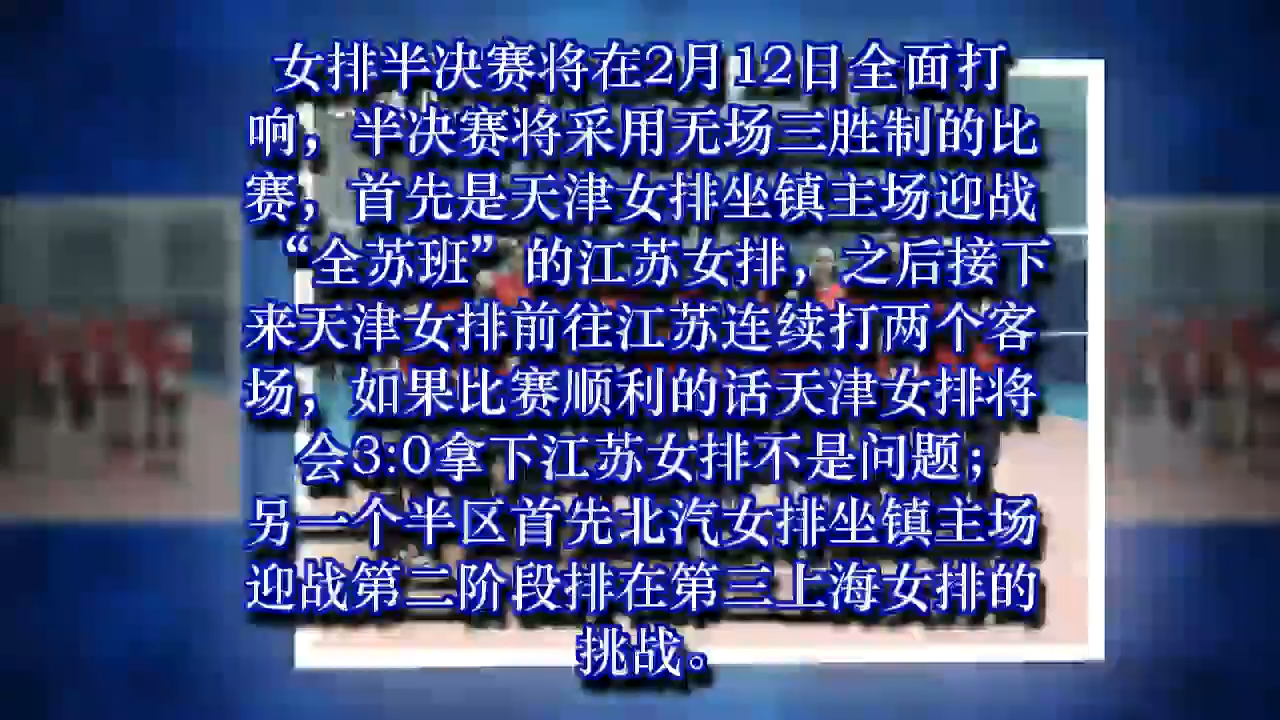 女排半决赛将在2月12日全面打
响，半决赛将采用无场三胜制的比
赛，首先是天津女排坐镇主场迎战
“全苏班”的江苏女排，之后接下
来天津女排前往江苏连续打两个客
场，如果比赛顺利的话天津女排将
会3:0拿下江苏女排不是问题；
另一个半区首先北汽女排坐镇主场
迎战第二阶段排在第三上海女排的
挑战。